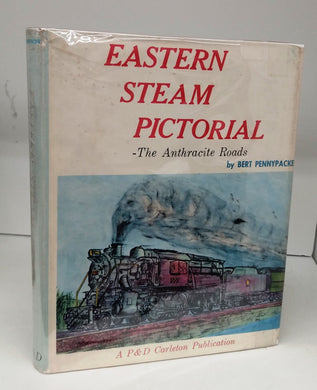 EASTERN
STEAM
PICTORIAL
-The Anthracite Roads
by BERT PENNYPACKE
A P&D Carleton Publication
D